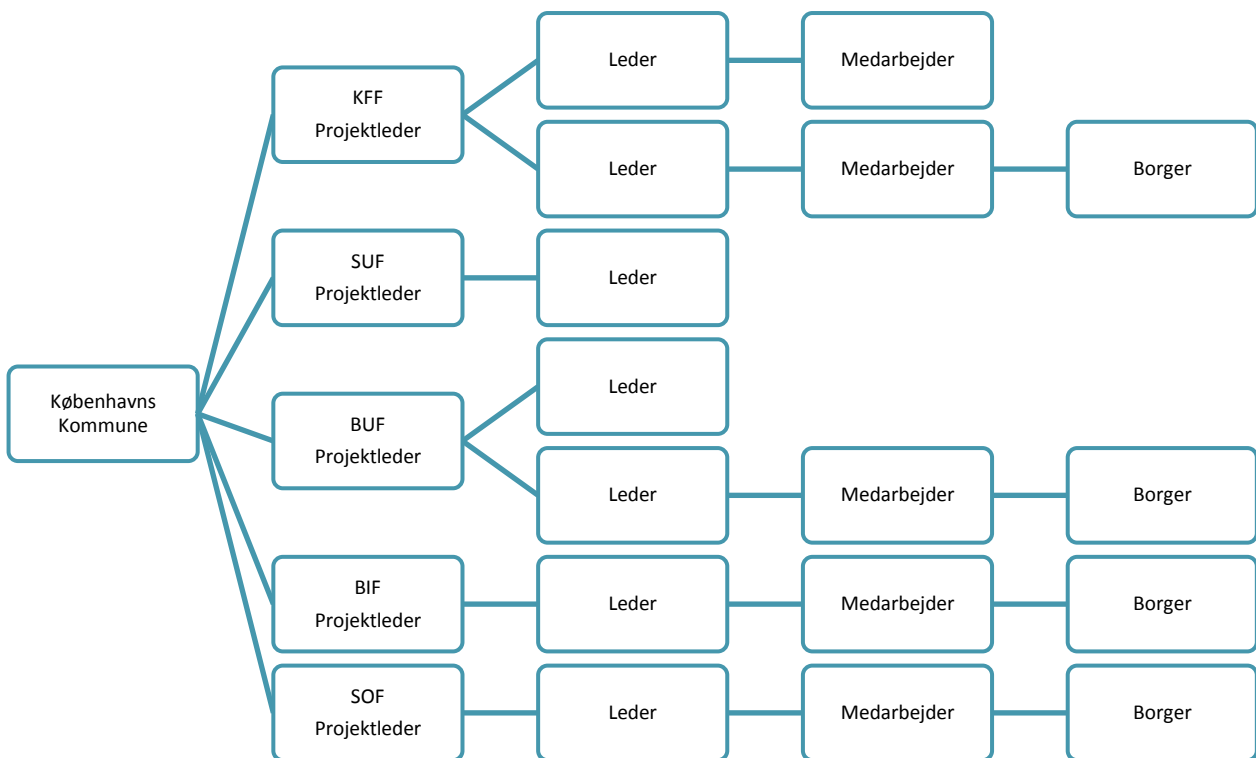 Leder
Medarbejder
KFF
Projektleder
Leder
Medarbejder
Borger
SUF
Projektleder
Leder
Leder
Københavns
Kommune
BUF
Projektleder
Leder
Medarbejder
Borger
BIF
Projektleder
Leder
Medarbejder
Borger
SOF
Projektleder
Leder
Medarbejder
Borger